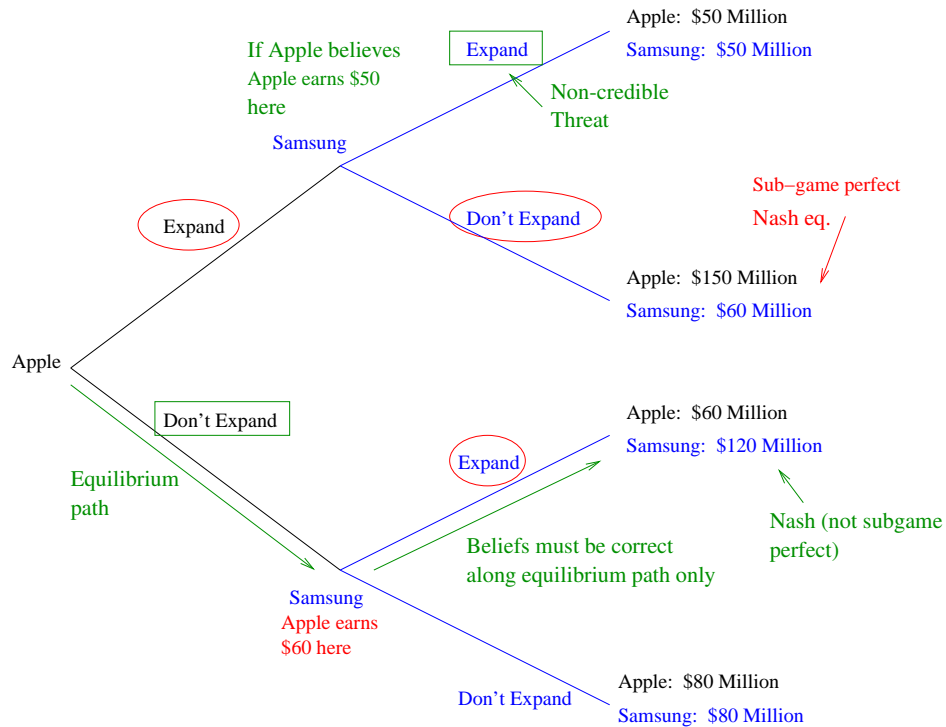 Apple: $50 Million
If Apple believes
Expand
Samsung: $50 Million
Apple earns $50
here
Non-credible
Threat
Samsung
Sub-game perfect
Expand
Don't Expand
Nash eq.
Apple: $150 Million
Samsung: $60 Million
Apple
Don't Expand
Apple: $60 Million
Samsung: $120 Million
Expand
Equilibrium
path
Nash (not subgame
perfect)
Beliefs must be correct
along equilibrium path only
Samsung
Apple earns
$60 here
Apple: $80 Million
Don't Expand
Samsung: $80 Million